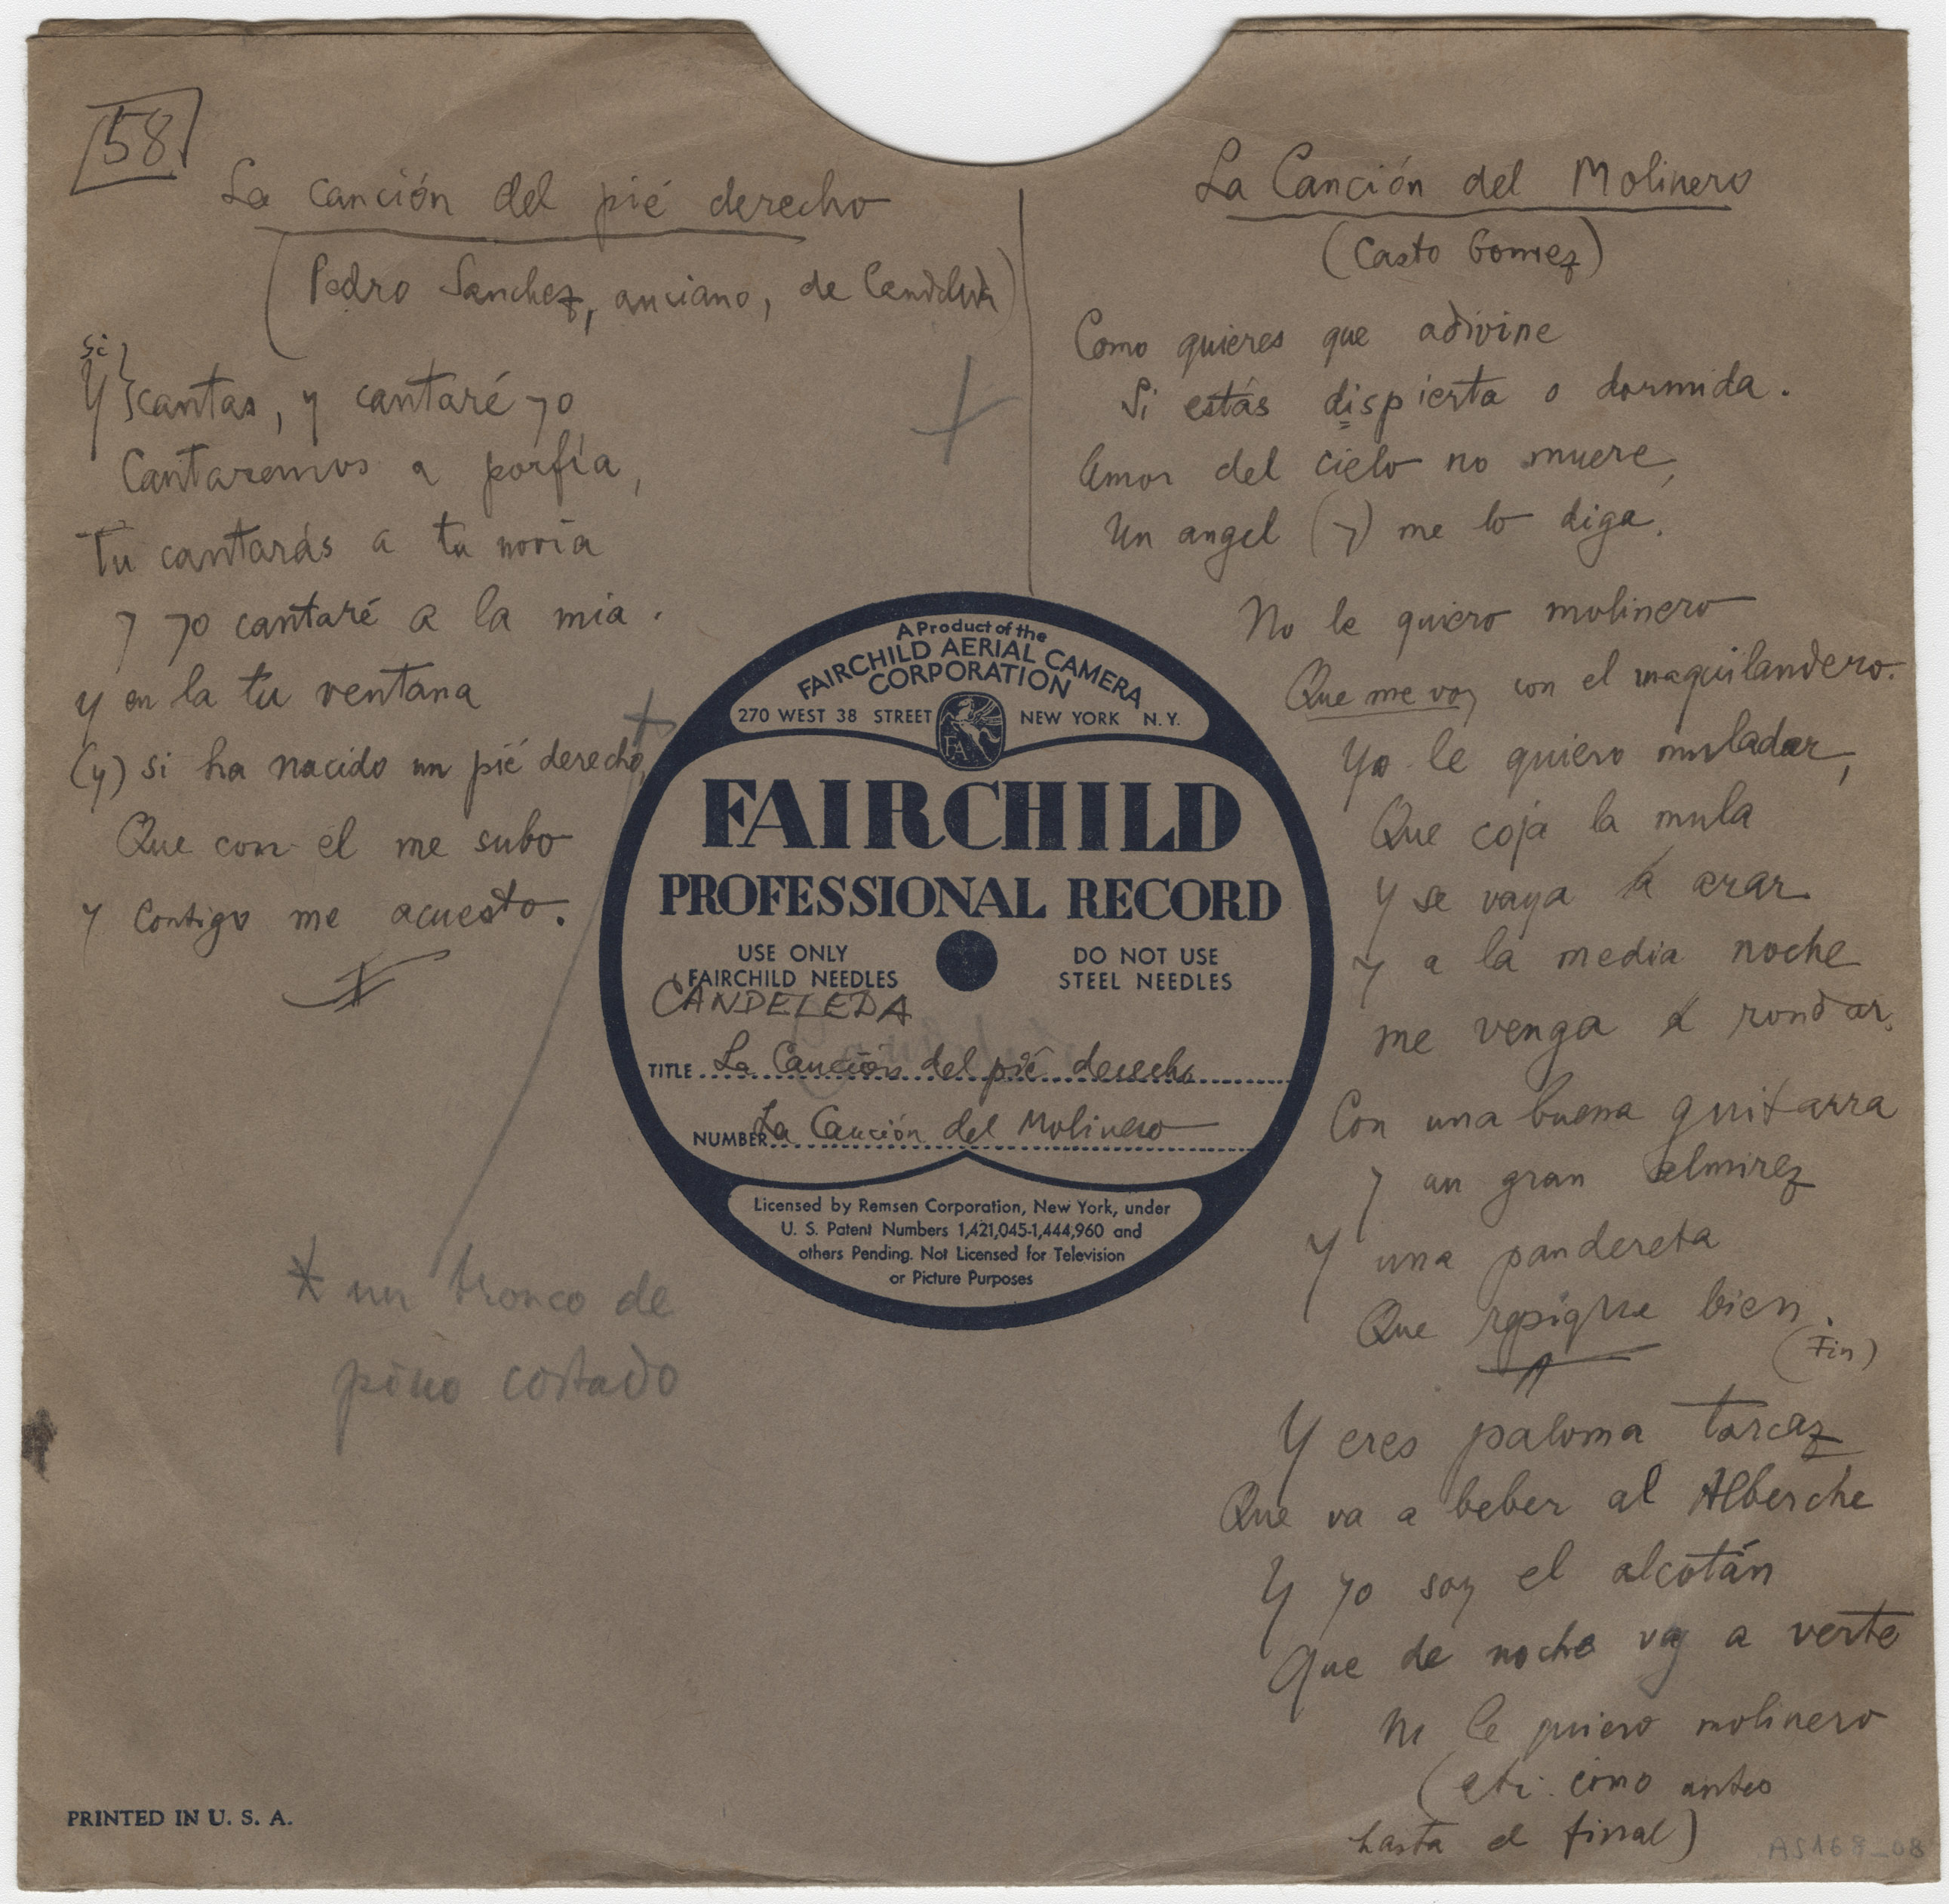 58
La canción del pié derecho
(Pedro Sanchez, anciano, de Candeleda)
si
Y cantas, y cantaré yo
Cantaremos a porfía,
Tu cantarás a tu novia
y yo cantaré a la mia.
y en la tu ventana
(y) si ha nacido un pié derecho,
Que con él me subo
y contigo me acuesto.
* un tronco de
pino cortado
La Canción del Molinero
(Casto Gomez)
Como quieres que adivine
Si estás dispierta o dormida.
Amor del cielo no muere,
Un angel (y) me lo diga.
No le quiero molinero
Que me voy con el maquilandero.
Yo le quiero muladar,
Que coja la mula
Y se vaya a arar
y a la media noche
me venga a rondar.
Con una buena guitarra
y un gran almirez
Y una pandereta
Que repique bien.
(Fin)
Y eres paloma torcaz
Que va a beber al Alberche
Y yo soy el alcotán
Que de noche voy a verte
No le quiero molinero
(etc. como antes
hasta el final)
A Product of the
FAIRCHILD AERIAL CAMERA
CORPORATION
270 WEST 38 STREET NEW YORK N.Y.
FA
FAIRCHILD
PROFESSIONAL RECORD
USE ONLY
FAIRCHILD NEEDLES
DO NOT USE
STEEL NEEDLES
CANDELEDA
TITLE La Canción del pié derecho
NUMBER La Canción del Molinero
Licensed by Remsen Corporation, New York, under
U. S. Patent Numbers 1,421,045-1,444,960 and
others Pending. Not Licensed for Television
or Picture Purposes
PRINTED IN U. S. A.
AS168_08